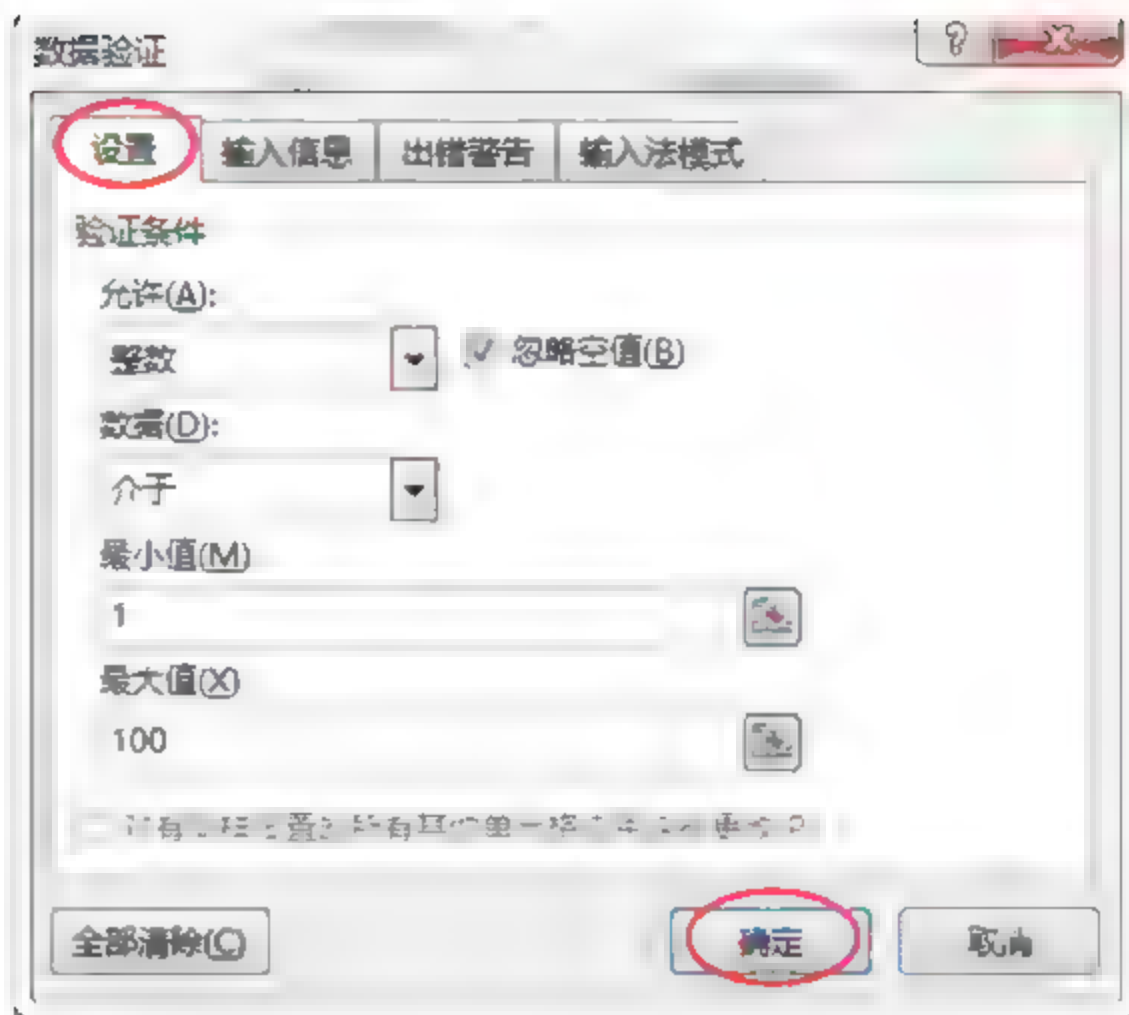 数据验证
设置 输入信息 出错警告 输入法模式
验证条件
允许(A):
整数 忽略空值(B)
数据(D):
介于
最小值(M)
1
最大值(X)
100
全部清除(C) 确定 取消